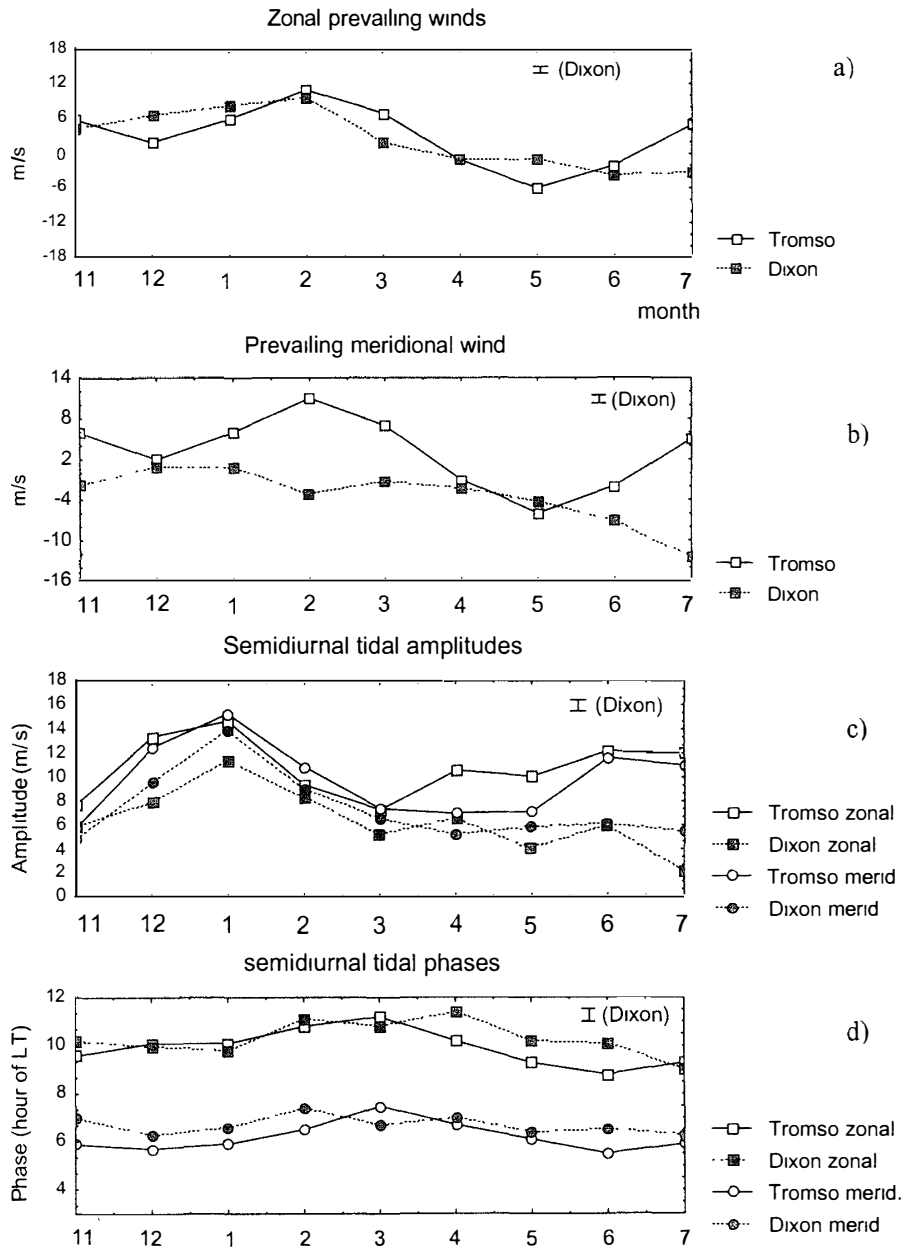 Zonal prevailing winds
18
12
6
0
-6
-12
-18
m/s
(Dixon)
a)
Tromso
Dixon
11 12 1 2 3 4 5 6 7
month
Prevailing meridional wind
14
8
2
-4
-10
-16
m/s
(Dixon)
b)
Tromso
Dixon
11 12 1 2 3 4 5 6 7
Semidiurnal tidal amplitudes
18
16
14
12
10
8
6
4
2
0
Amplitude (m/s)
(Dixon)
c)
Tromso zonal
Dixon zonal
Tromso merid
Dixon merid
11 12 1 2 3 4 5 6 7
semidiurnal tidal phases
12
10
8
6
4
Phase (hour of LT)
(Dixon)
d)
Tromso zonal
Dixon zonal
Tromso merid.
Dixon merid
11 12 1 2 3 4 5 6 7